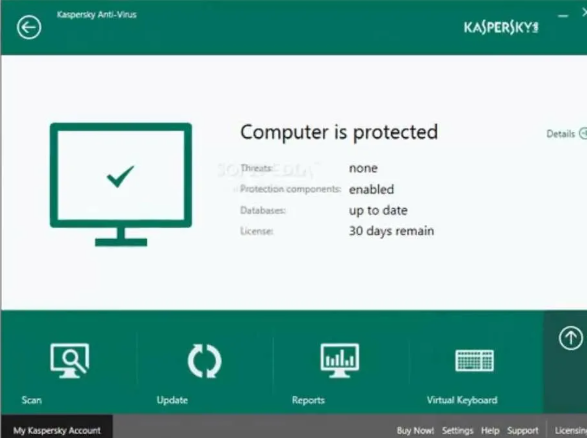 Kaspersky Anti-Virus
KASPERSKY
Computer is protected
Details
SOFTPEDIA
Threats: none
Protection components: enabled
Databases: up to date
License: 30 days remain
Scan
Update
Reports
Virtual Keyboard
My Kaspersky Account
Buy Now! Settings Help Support Licensing